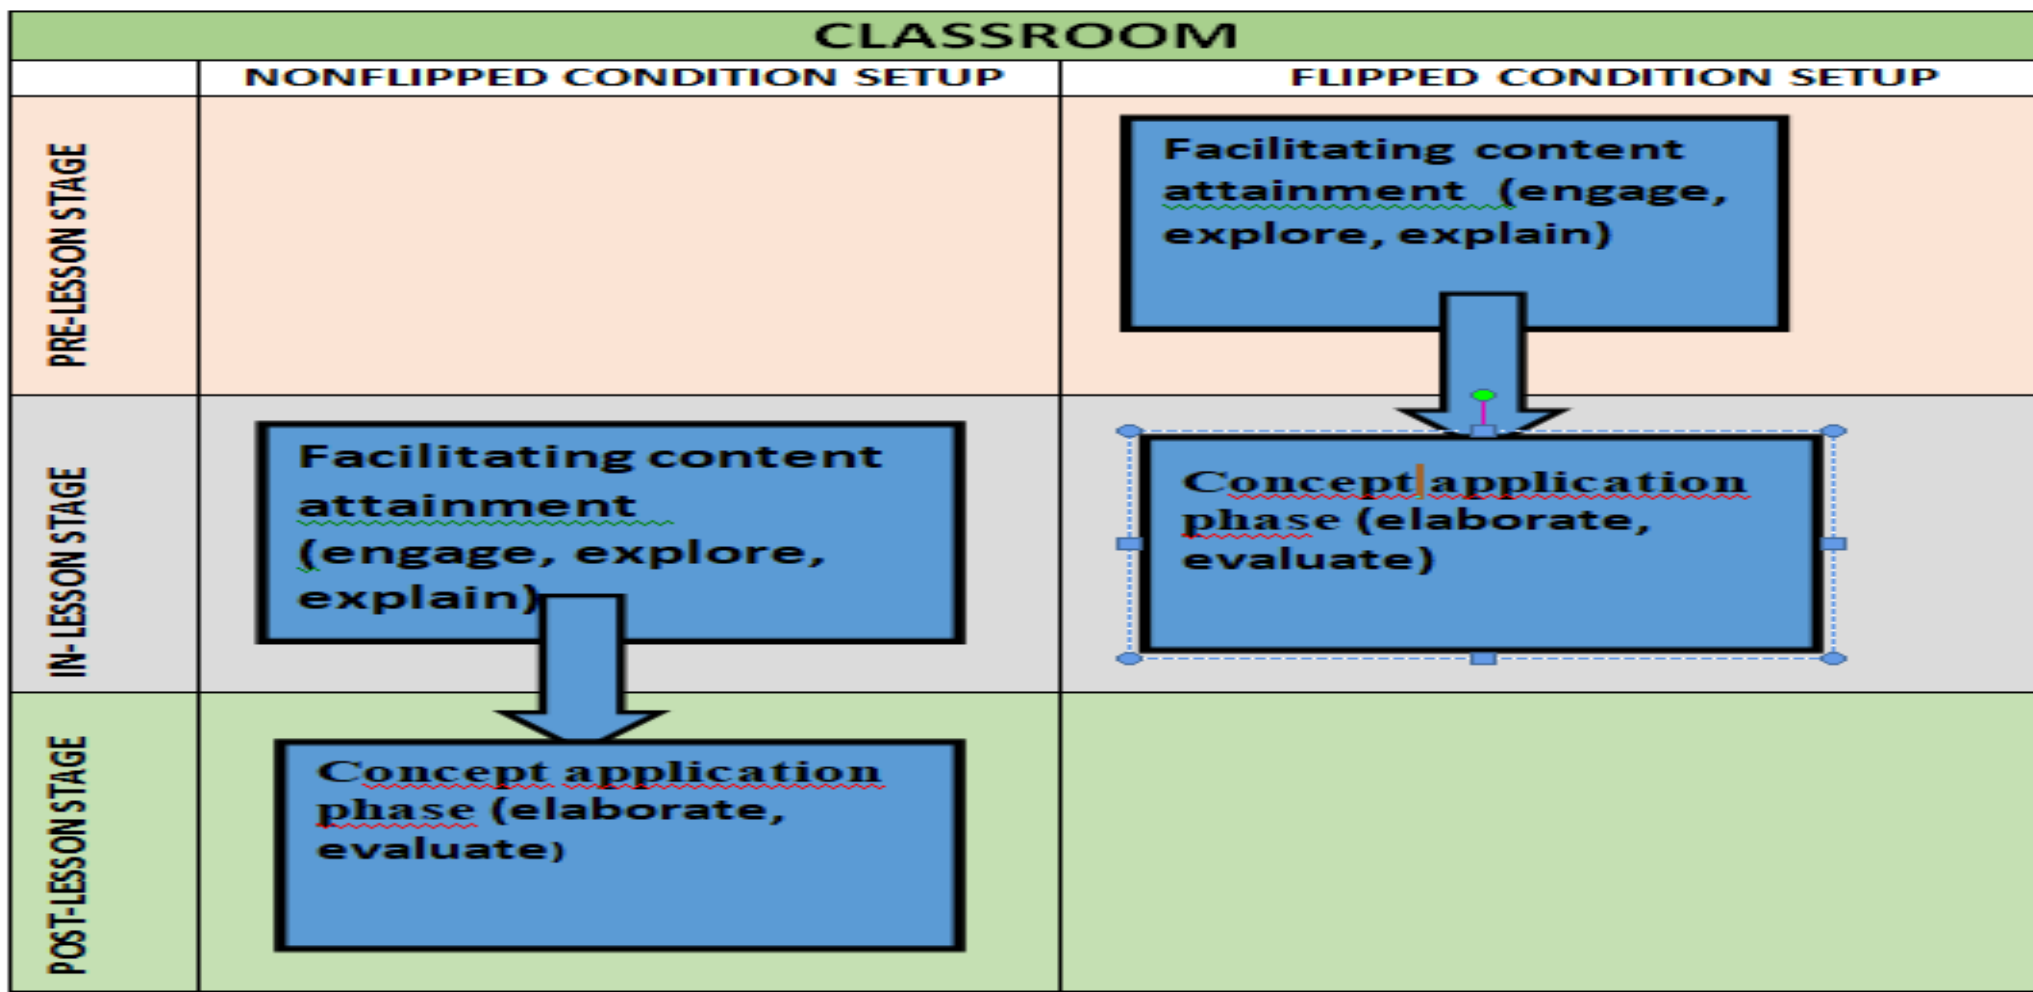 CLASSROOM
NONFLIPPED CONDITION SETUP
FLIPPED CONDITION SETUP
PRE-LESSON STAGE
Facilitating content
attainment (engage,
explore, explain)
IN- LESSON STAGE
Facilitating content
attainment
(engage, explore,
explain)
Concept application
phase (elaborate,
evaluate)
POST-LESSON STAGE
Concept application
phase (elaborate,
evaluate)